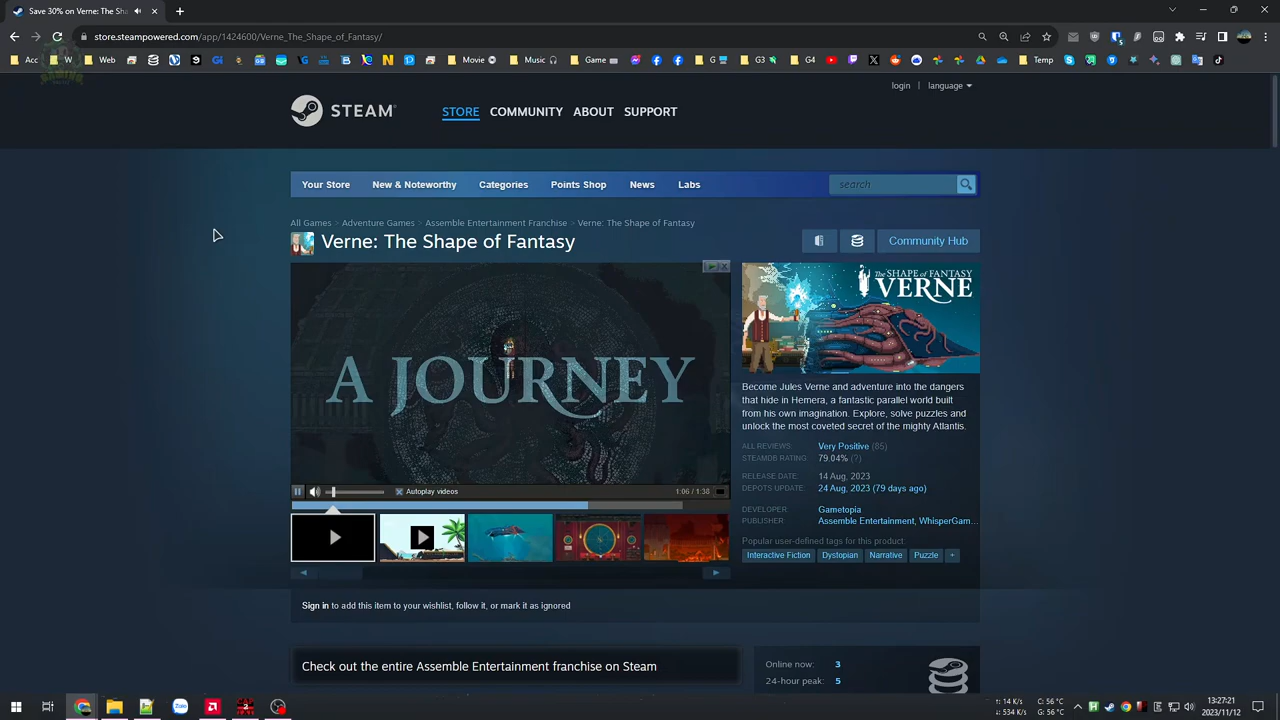 Save 30% on Verne: The Sha
store.steampowered.com/app/1424600/Verne_The_Shape_of_Fantasy/
Acc
W
Web
Movie
Music
Game
G
G3
G4
Temp
login | language
STEAM
STORE COMMUNITY ABOUT SUPPORT
Your Store New & Noteworthy Categories Points Shop News Labs search
All Games > Adventure Games > Assemble Entertainment Franchise > Verne: The Shape of Fantasy
Verne: The Shape of Fantasy
Community Hub
A JOURNEY
The SHAPE OF FANTASY
VERNE
Become Jules Verne and adventure into the dangers
that hide in Hemera, a fantastic parallel world built
from his own imagination. Explore, solve puzzles and
unlock the most coveted secret of the mighty Atlantis.
ALL REVIEWS: Very Positive (85)
STEAMDB RATING: 79.04% (?)
RELEASE DATE: 14 Aug, 2023
DEPOTS UPDATE: 24 Aug, 2023 (79 days ago)
DEVELOPER: Gametopia
PUBLISHER: Assemble Entertainment, WhisperGam...
Popular user-defined tags for this product:
Interactive Fiction Dystopian Narrative Puzzle +
Autoplay videos 1:06 / 1:38
Sign in to add this item to your wishlist, follow it, or mark it as ignored
Check out the entire Assemble Entertainment franchise on Steam
Online now: 3
24-hour peak: 5
Zalo
↑: 14 K/s
↓: 534 K/s
C: 56 °C
G: 56 °C
13:27:21
2023/11/12